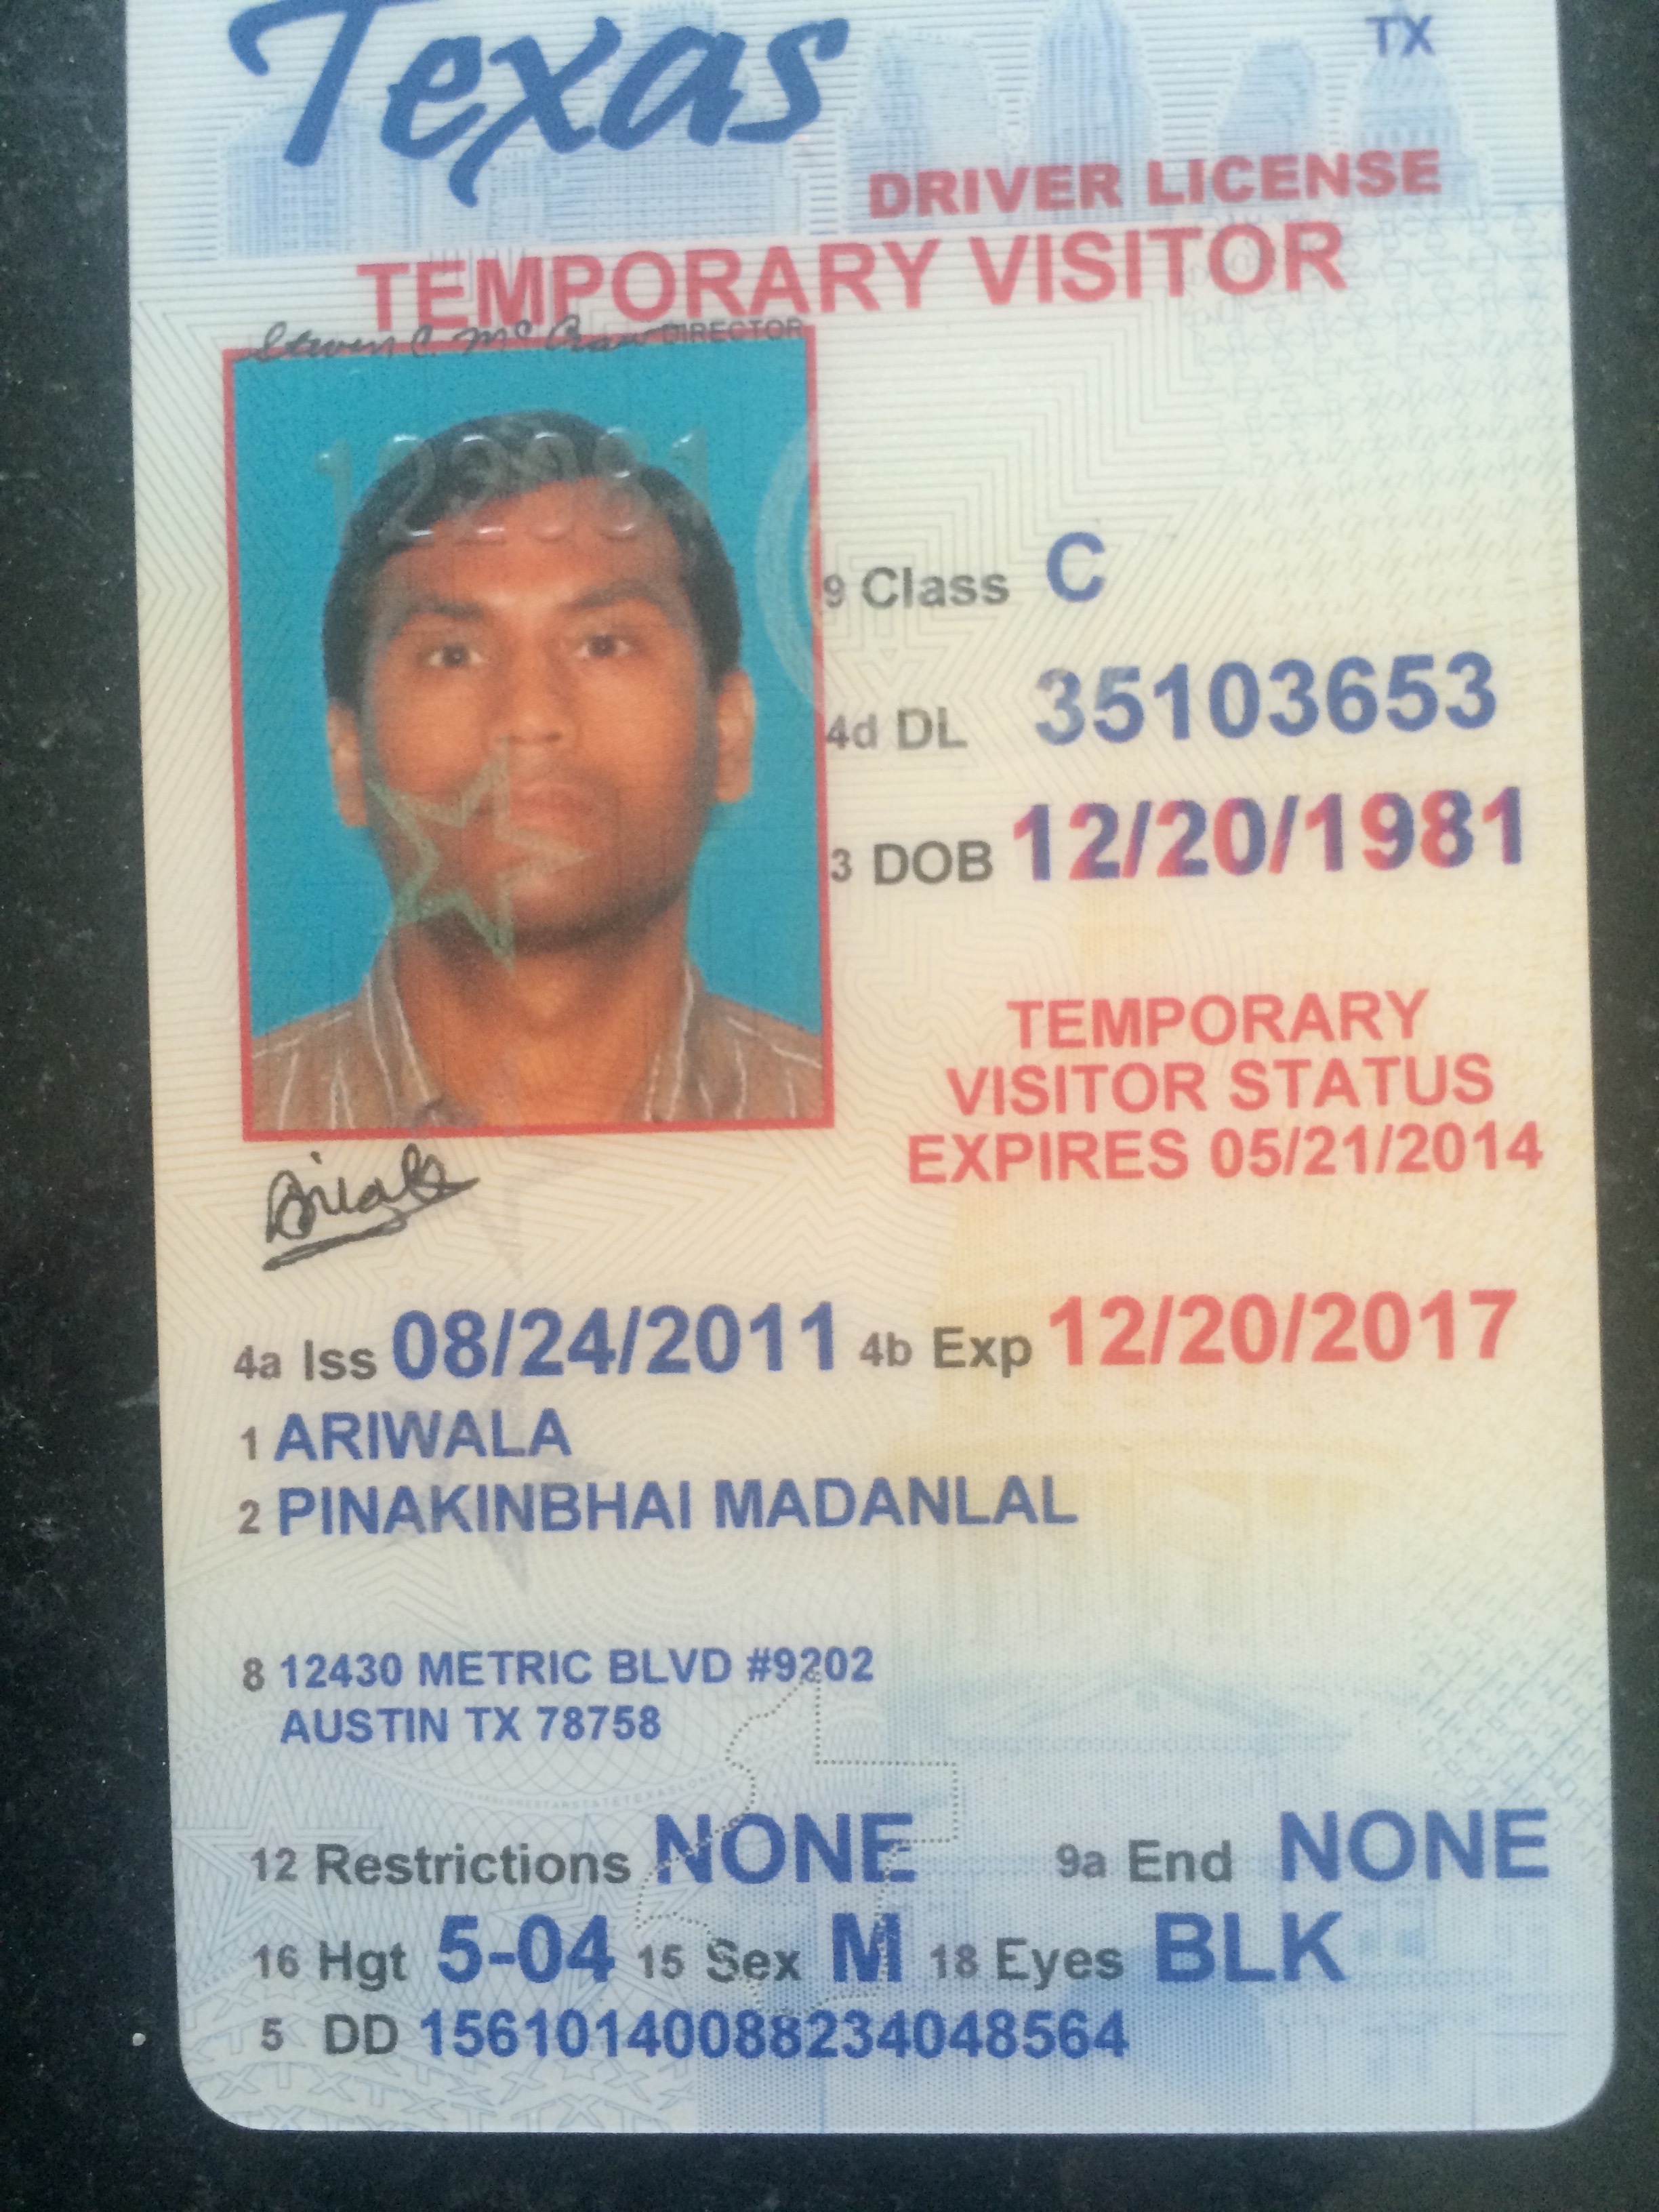 Texas
TX
DRIVER LICENSE
TEMPORARY VISITOR
Steven C. McCraw DIRECTOR
9 Class C
4d DL 35103653
3 DOB 12/20/1981
TEMPORARY
VISITOR STATUS
EXPIRES 05/21/2014
4a Iss 08/24/2011 4b Exp 12/20/2017
1 ARIWALA
2 PINAKINBHAI MADANLAL
8 12430 METRIC BLVD #9202
AUSTIN TX 78758
12 Restrictions NONE 9a End NONE
16 Hgt 5-04 15 Sex M 18 Eyes BLK
5 DD 15610140088234048564